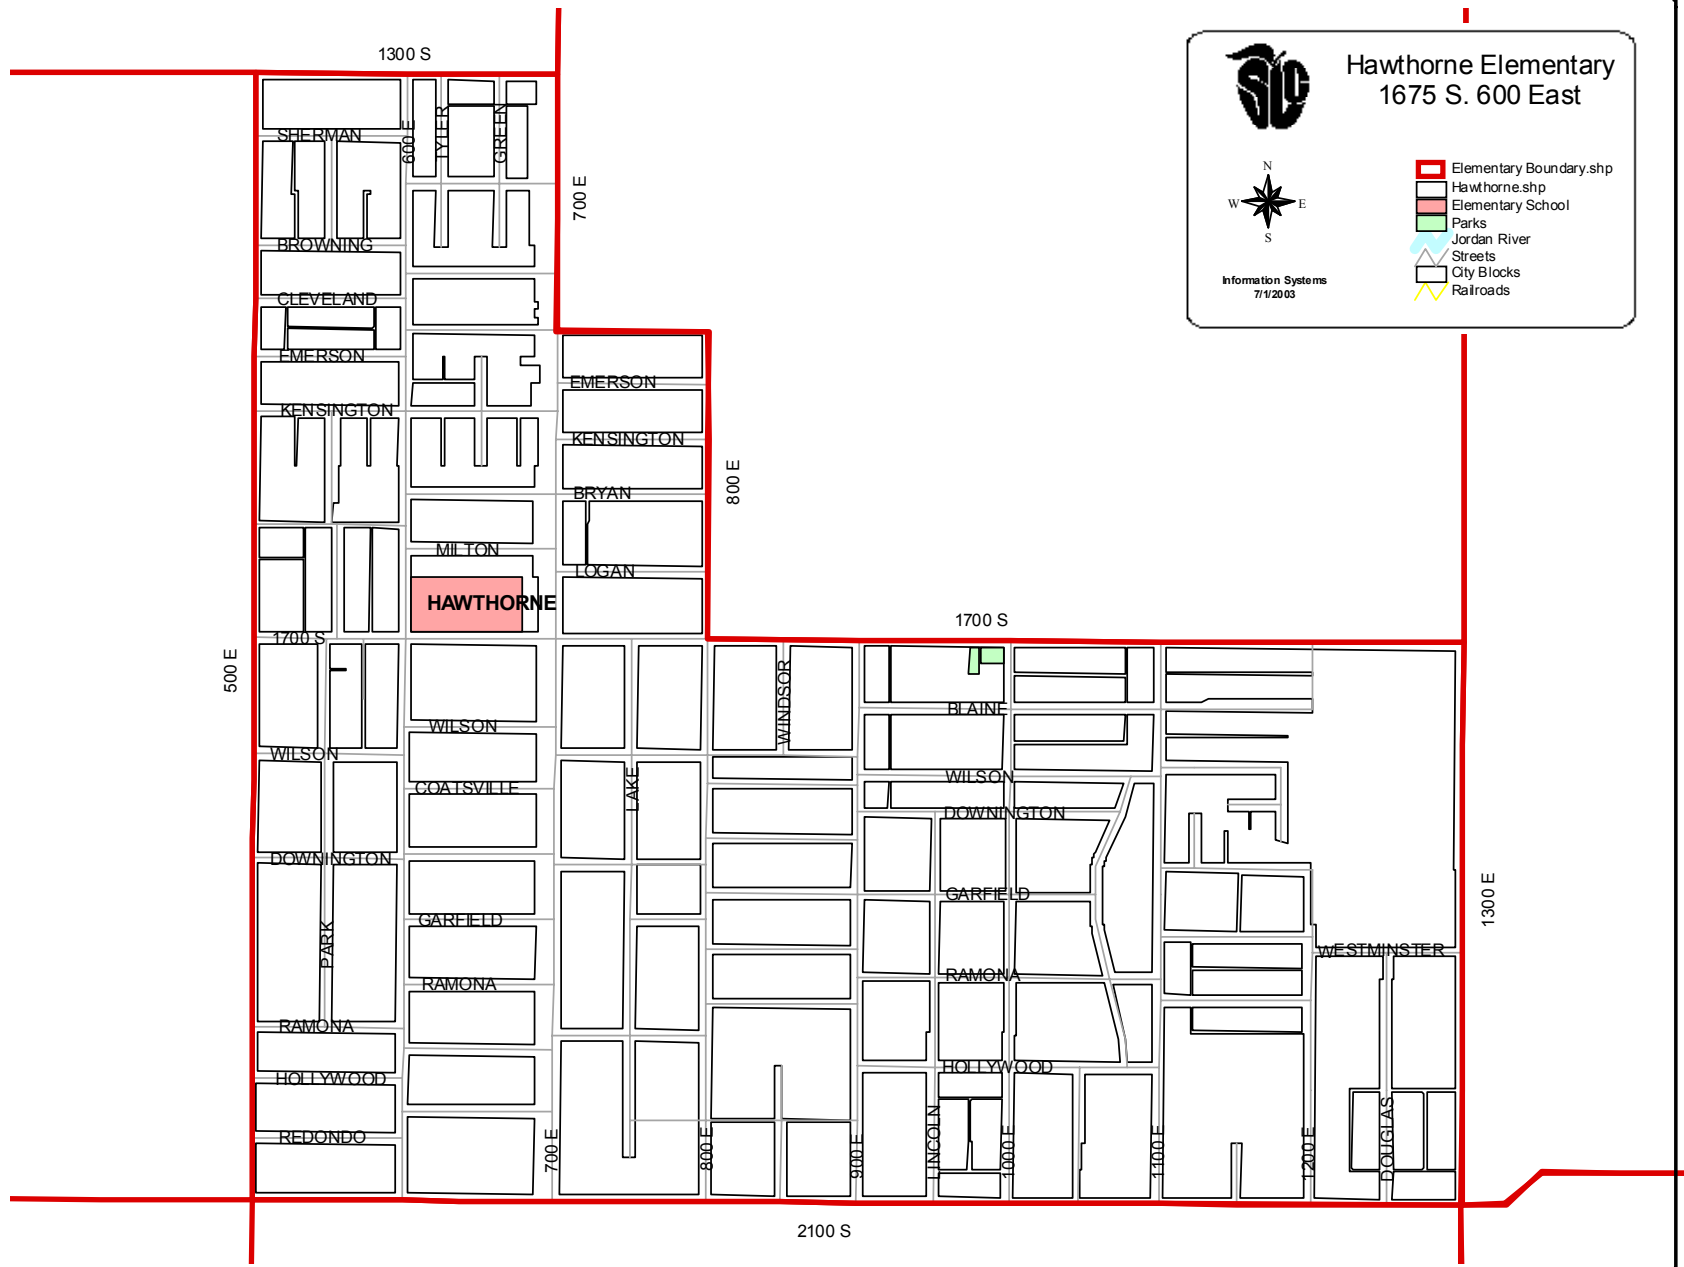 1300 S
Hawthorne Elementary
1675 S. 600 East
SLC
N
W
E
S
Information Systems
7/1/2003
Elementary Boundary.shp
Hawthorne.shp
Elementary School
Parks
Jordan River
Streets
City Blocks
Railroads
SHERMAN
600 E
TYLER
GREEN
700 E
BROWNING
CLEVELAND
EMERSON
EMERSON
KENSINGTON
KENSINGTON
800 E
BRYAN
MILTON
LOGAN
HAWTHORNE
1700 S
1700 S
500 E
WINDSOR
BLAINE
WILSON
WILSON
WILSON
LAKE
COATSVILLE
DOWNINGTON
DOWNINGTON
GARFIELD
GARFIELD
1300 E
PARK
WESTMINSTER
RAMONA
RAMONA
RAMONA
HOLLYWOOD
HOLLYWOOD
REDONDO
700 E
800 E
900 E
LINCOLN
1000 E
1100 E
1200 E
DOUGLAS
2100 S